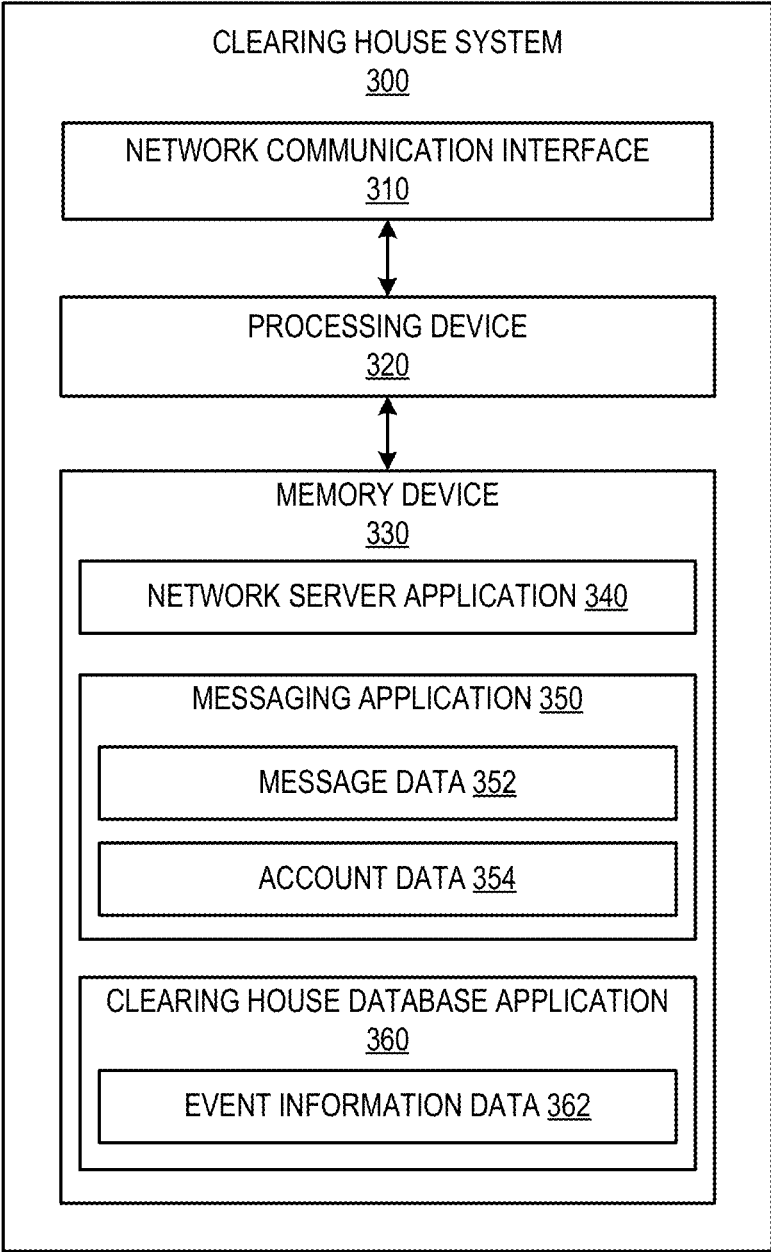 CLEARING HOUSE SYSTEM
300
NETWORK COMMUNICATION INTERFACE
310
PROCESSING DEVICE
320
MEMORY DEVICE
330
NETWORK SERVER APPLICATION 340
MESSAGING APPLICATION 350
MESSAGE DATA 352
ACCOUNT DATA 354
CLEARING HOUSE DATABASE APPLICATION
360
EVENT INFORMATION DATA 362